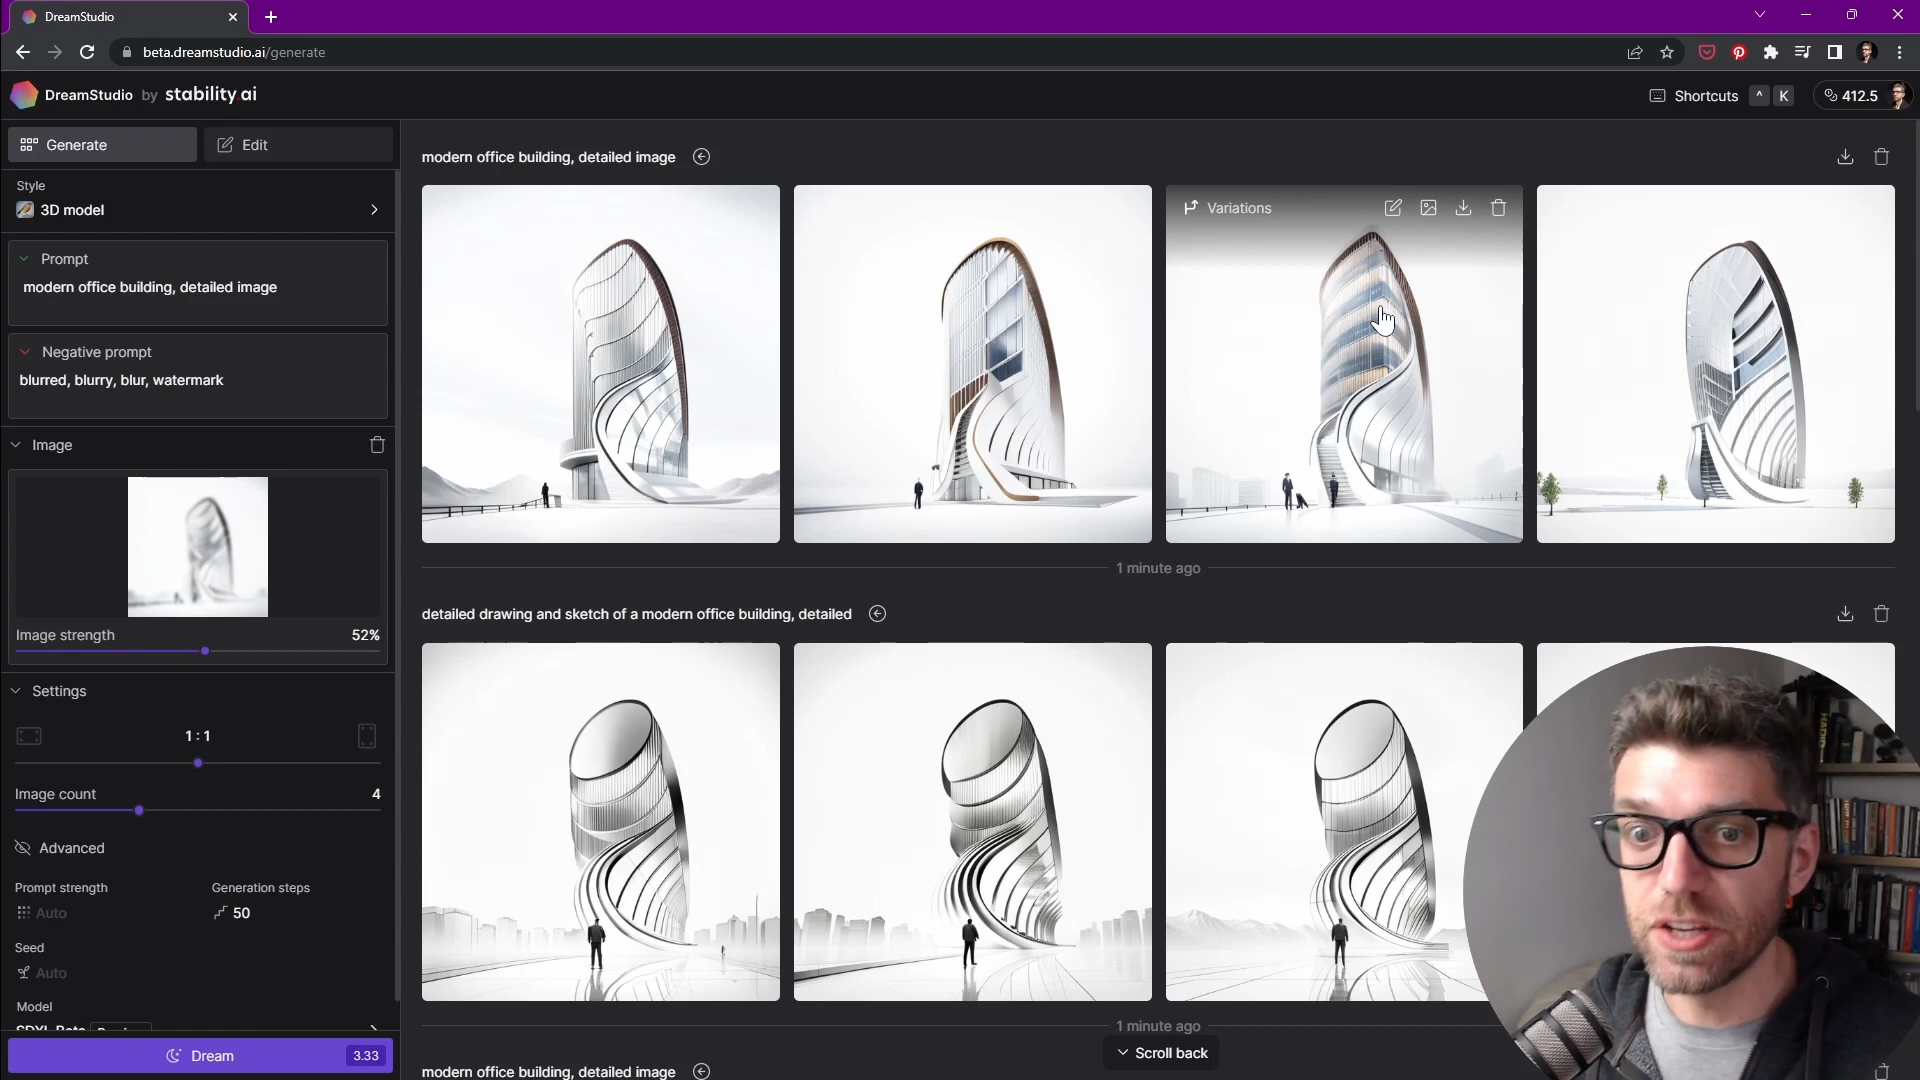 DreamStudio
beta.dreamstudio.ai/generate
DreamStudio by stability.ai
Shortcuts ^ K
412.5
Generate
Edit
Style
3D model
Prompt
modern office building, detailed image
Negative prompt
blurred, blurry, blur, watermark
Image
Image strength 52%
Settings
1 : 1
Image count 4
Advanced
Prompt strength Generation steps
Auto 50
Seed
Auto
Model
SDXL Beta
Dream 3.33
modern office building, detailed image
Variations
1 minute ago
detailed drawing and sketch of a modern office building, detailed
1 minute ago
Scroll back
modern office building, detailed image